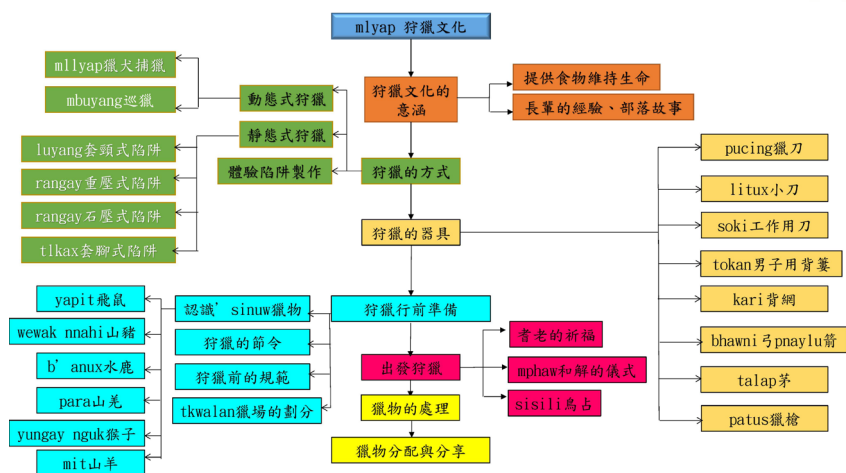 mlyap 狩獵文化
狩獵文化的
意涵
提供食物維持生命
長輩的經驗、部落故事
狩獵的方式
動態式狩獵
mllyap獵犬捕獵
mbuyang巡獵
靜態式狩獵
luyang套頸式陷阱
rangay重壓式陷阱
rangay石壓式陷阱
tlkax套腳式陷阱
體驗陷阱製作
狩獵的器具
pucing獵刀
litux小刀
soki工作用刀
tokan男子用背簍
kari背網
bhawni弓pnaylu箭
talap茅
patus獵槍
狩獵行前準備
認識’sinuw獵物
yapit飛鼠
wewak nnahi山豬
b’anux水鹿
para山羌
yungay nguk猴子
mit山羊
狩獵的節令
狩獵前的規範
tkwalan獵場的劃分
出發狩獵
耆老的祈福
mphaw和解的儀式
sisili鳥占
獵物的處理
獵物分配與分享